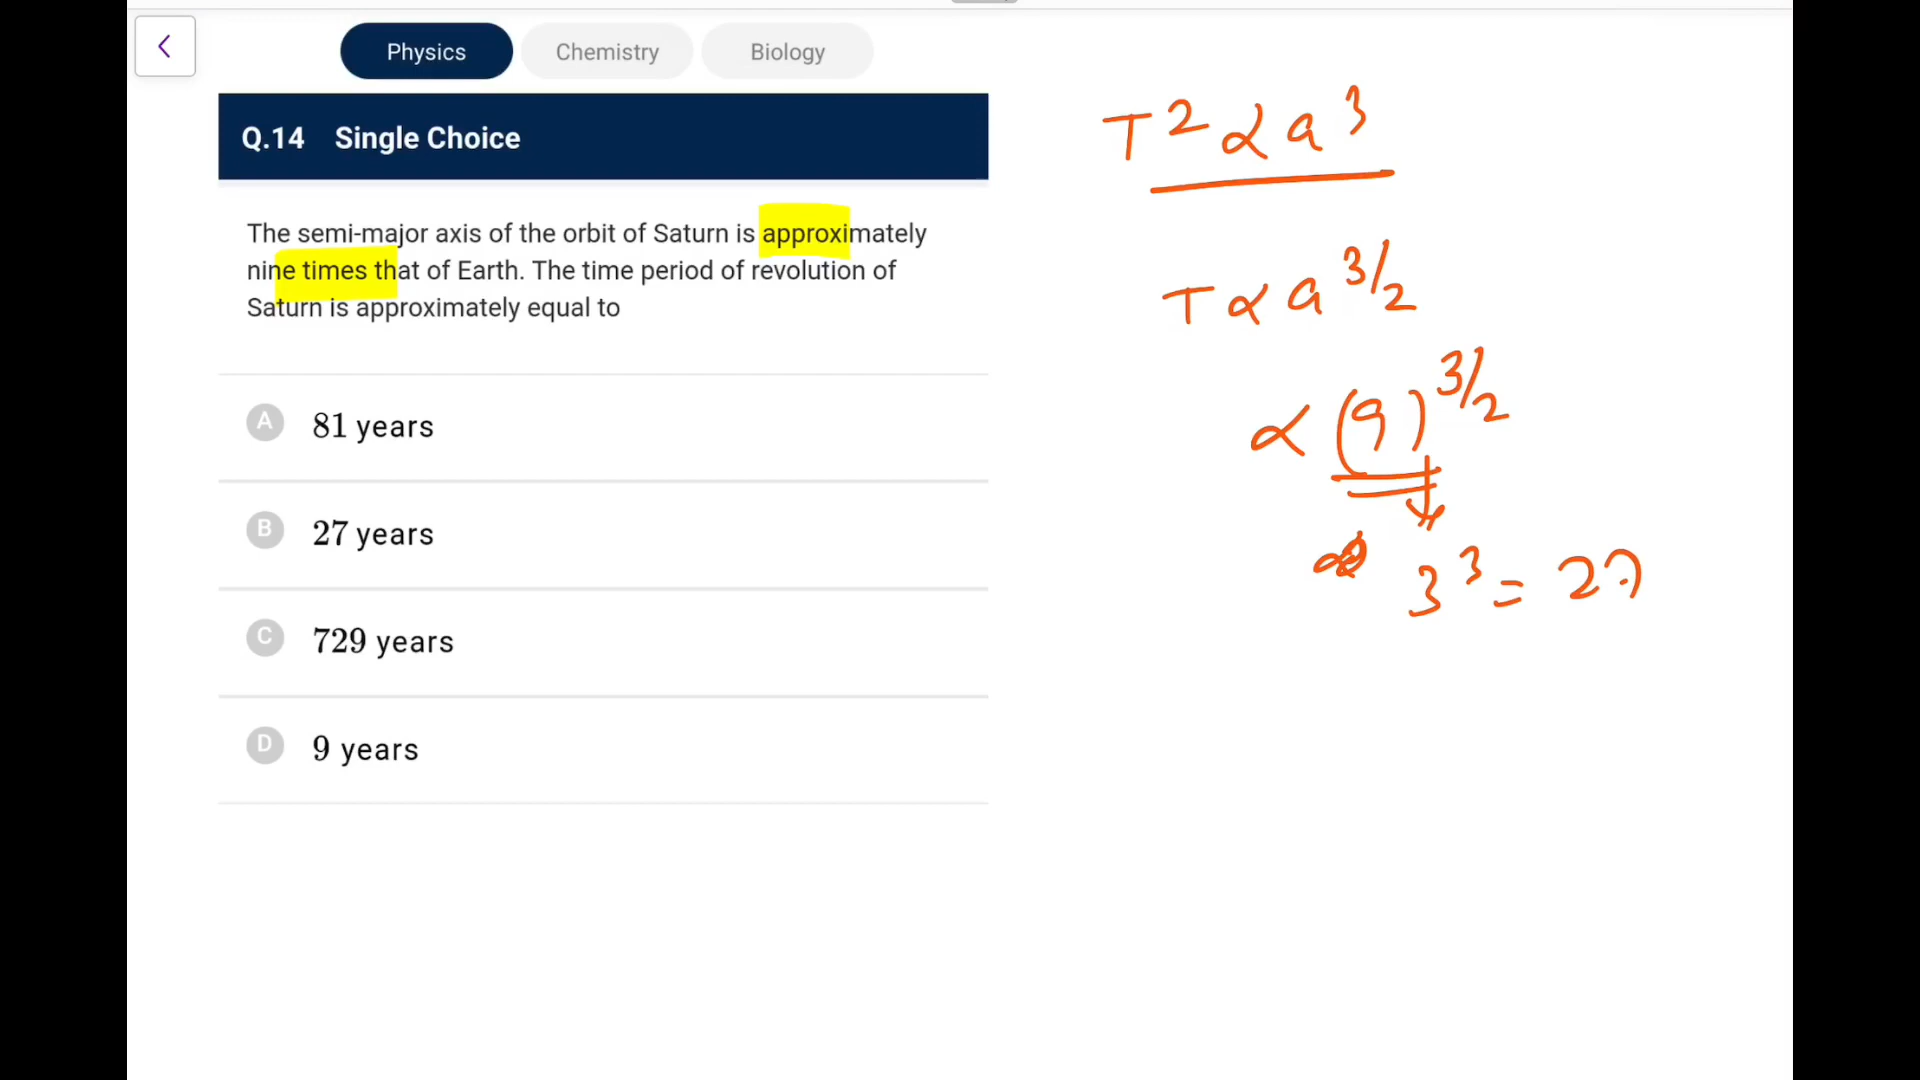 Physics Chemistry Biology
Q.14 Single Choice
The semi-major axis of the orbit of Saturn is approximately
nine times that of Earth. The time period of revolution of
Saturn is approximately equal to
A 81 years
B 27 years
C 729 years
D 9 years
T² α a³
T α a^3/2
α (9)^3/2
3³ = 27